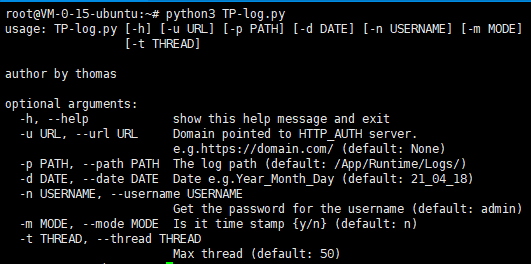 root@VM-0-15-ubuntu:~# python3 TP-log.py
usage: TP-log.py [-h] [-u URL] [-p PATH] [-d DATE] [-n USERNAME] [-m MODE]
[-t THREAD]
author by thomas
optional arguments:
-h, --help show this help message and exit
-u URL, --url URL Domain pointed to HTTP_AUTH server.
e.g.https://domain.com/ (default: None)
-p PATH, --path PATH The log path (default: /App/Runtime/Logs/)
-d DATE, --date DATE Date e.g.Year_Month_Day (default: 21_04_18)
-n USERNAME, --username USERNAME
Get the password for the username (default: admin)
-m MODE, --mode MODE Is it time stamp {y/n} (default: n)
-t THREAD, --thread THREAD
Max thread (default: 50)